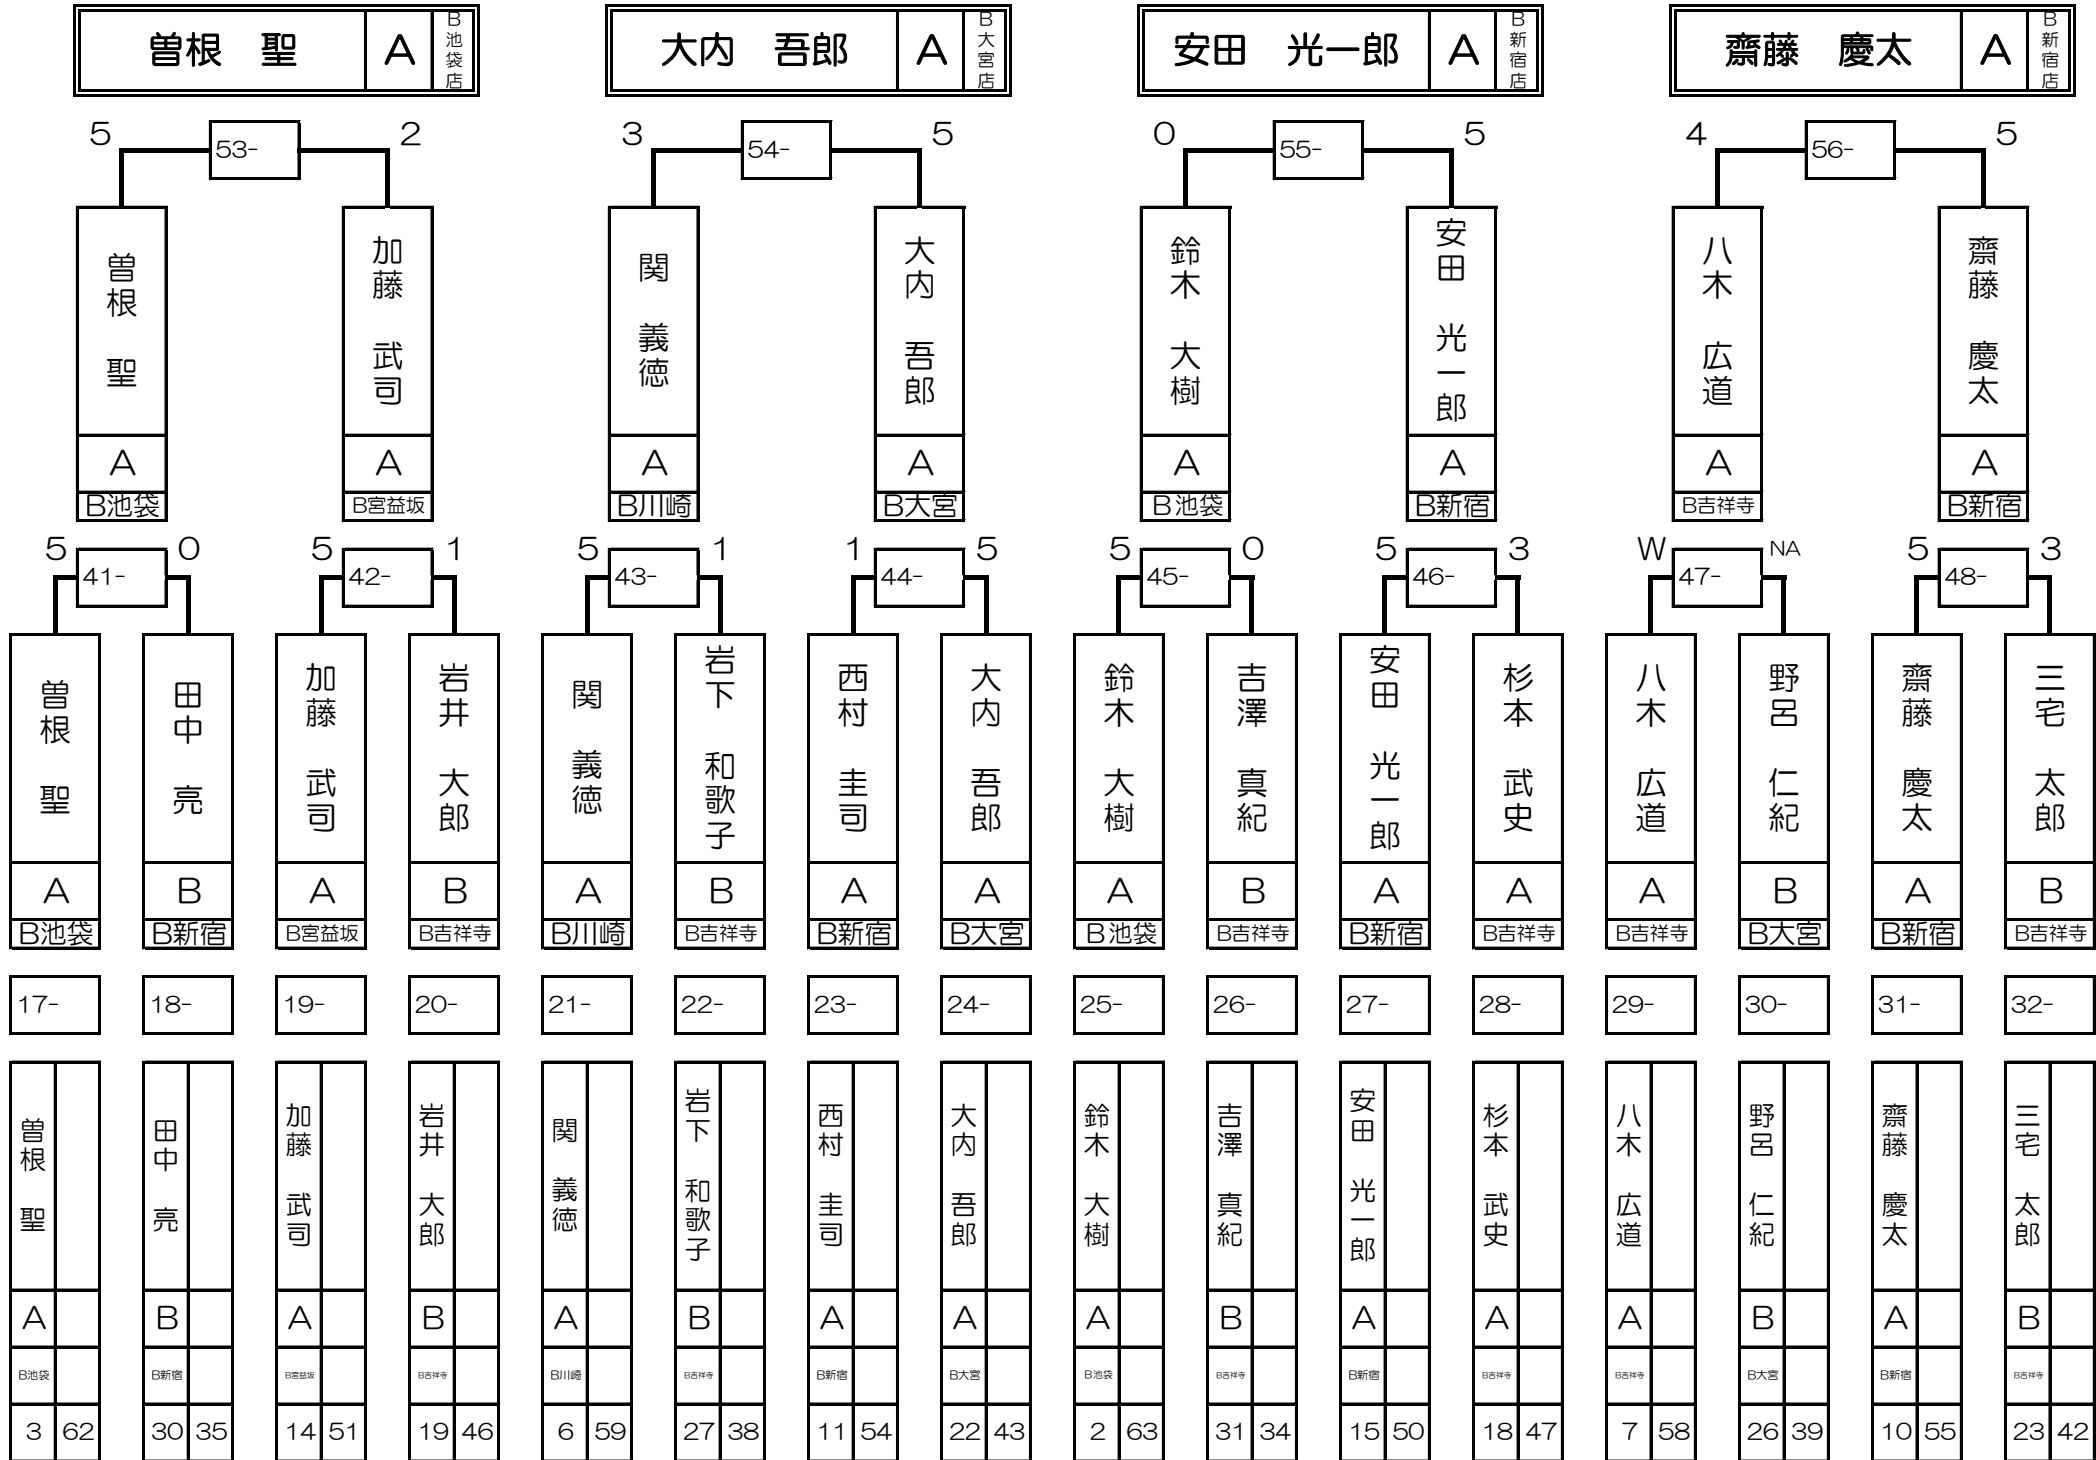 曽根 聖 A B池袋店
大内 吾郎 A B大宮店
安田 光一郎 A B新宿店
齋藤 慶太 A B新宿店
5 53- 2 3 54- 5 0 55- 5 4 56- 5
曽根 聖
加藤 武司
関 義徳
大内 吾郎
鈴木 大樹
安田 光一郎
八木 広道
齋藤 慶太
A A A A A A A A
B池袋 B宮益坂 B川崎 B大宮 B池袋 B新宿 B吉祥寺 B新宿
5 41- 0 5 42- 1 5 43- 1 1 44- 5 5 45- 0 5 46- 3 W 47- NA 5 48- 3
曽根 聖
田中 亮
加藤 武司
岩井 大郎
関 義徳
岩下 和歌子
西村 圭司
大内 吾郎
鈴木 大樹
吉澤 真紀
安田 光一郎
杉本 武史
八木 広道
野呂 仁紀
齋藤 慶太
三宅 太郎
A B A B A B A A A B A A A B A B
B池袋 B新宿 B宮益坂 B吉祥寺 B川崎 B吉祥寺 B新宿 B大宮 B池袋 B吉祥寺 B新宿 B吉祥寺 B吉祥寺 B大宮 B新宿 B吉祥寺
17- 18- 19- 20- 21- 22- 23- 24- 25- 26- 27- 28- 29- 30- 31- 32-
曽根 聖
田中 亮
加藤 武司
岩井 大郎
関 義徳
岩下 和歌子
西村 圭司
大内 吾郎
鈴木 大樹
吉澤 真紀
安田 光一郎
杉本 武史
八木 広道
野呂 仁紀
齋藤 慶太
三宅 太郎
A B A B A B A A A B A A A B A B
B池袋 B新宿 B宮益坂 B吉祥寺 B川崎 B吉祥寺 B新宿 B大宮 B池袋 B吉祥寺 B新宿 B吉祥寺 B吉祥寺 B大宮 B新宿 B吉祥寺
3 62 30 35 14 51 19 46 6 59 27 38 11 54 22 43 2 63 31 34 15 50 18 47 7 58 26 39 10 55 23 42